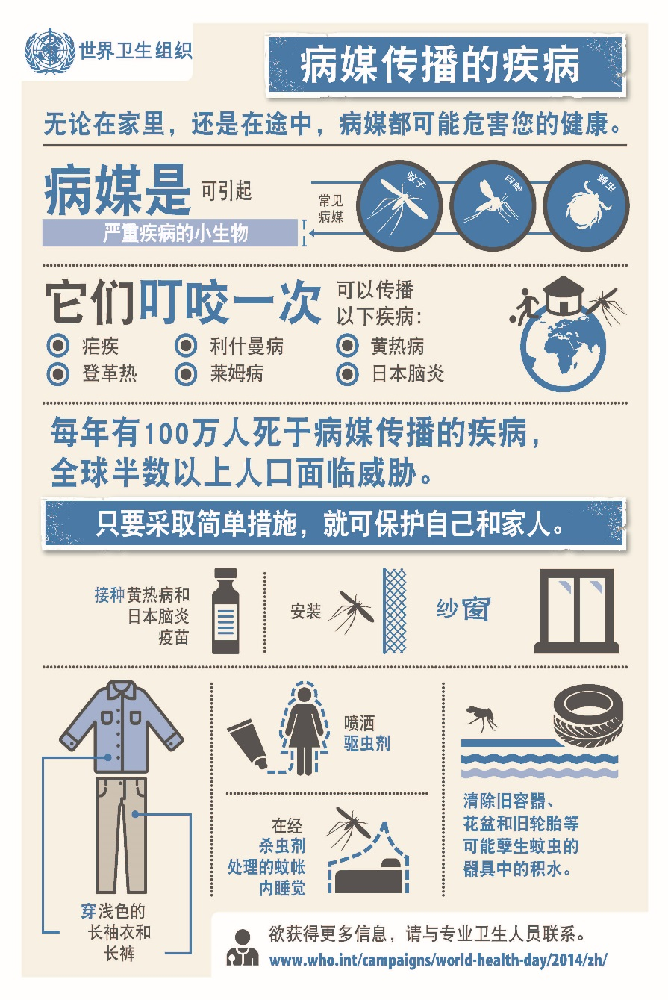 世界卫生组织
病媒传播的疾病
无论在家里，还是在途中，病媒都可能危害您的健康。
病媒是 可引起
严重疾病的小生物
常见
病媒
蚊子
白蛉
蜱虫
它们叮咬一次
可以传播
以下疾病：
疟疾
利什曼病
黄热病
登革热
莱姆病
日本脑炎
每年有100万人死于病媒传播的疾病，
全球半数以上人口面临威胁。
只要采取简单措施，就可保护自己和家人。
接种黄热病和
日本脑炎
疫苗
安装
纱窗
穿浅色的
长袖衣和
长裤
喷洒
驱虫剂
在经
杀虫剂
处理的蚊帐
内睡觉
清除旧容器、
花盆和旧轮胎等
可能孽生蚊虫的
器具中的积水。
欲获得更多信息，请与专业卫生人员联系。
www.who.int/campaigns/world-health-day/2014/zh/